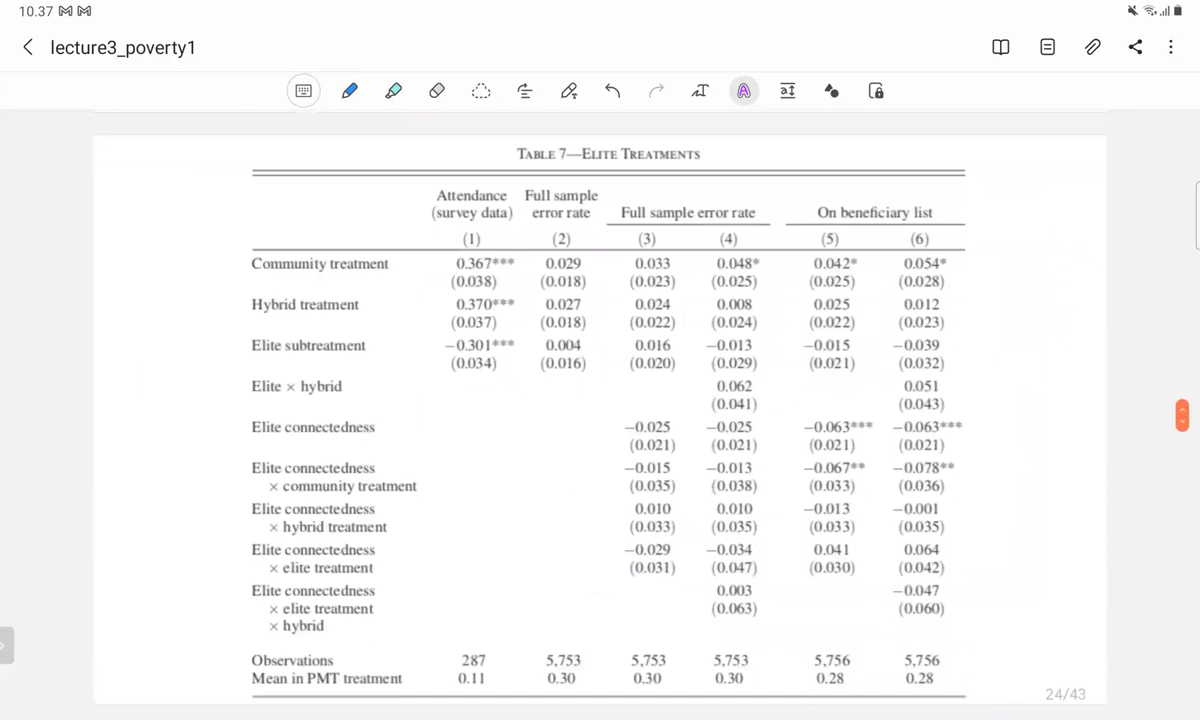 10.37 M M
lecture3_poverty1
TABLE 7—ELITE TREATMENTS
Attendance Full sample
(survey data) error rate Full sample error rate On beneficiary list
(1) (2) (3) (4) (5) (6)
Community treatment 0.367*** 0.029 0.033 0.048* 0.042* 0.054*
(0.038) (0.018) (0.023) (0.025) (0.025) (0.028)
Hybrid treatment 0.370*** 0.027 0.024 0.008 0.025 0.012
(0.037) (0.018) (0.022) (0.024) (0.022) (0.023)
Elite subtreatment −0.301*** 0.004 0.016 −0.013 −0.015 −0.039
(0.034) (0.016) (0.020) (0.029) (0.021) (0.032)
Elite × hybrid 0.062 0.051
(0.041) (0.043)
Elite connectedness −0.025 −0.025 −0.063*** −0.063***
(0.021) (0.021) (0.021) (0.021)
Elite connectedness −0.015 −0.013 −0.067** −0.078**
× community treatment (0.035) (0.038) (0.033) (0.036)
Elite connectedness 0.010 0.010 −0.013 −0.001
× hybrid treatment (0.033) (0.035) (0.033) (0.035)
Elite connectedness −0.029 −0.034 0.041 0.064
× elite treatment (0.031) (0.047) (0.030) (0.042)
Elite connectedness 0.003 −0.047
× elite treatment (0.063) (0.060)
× hybrid
Observations 287 5,753 5,753 5,753 5,756 5,756
Mean in PMT treatment 0.11 0.30 0.30 0.30 0.28 0.28
24/43